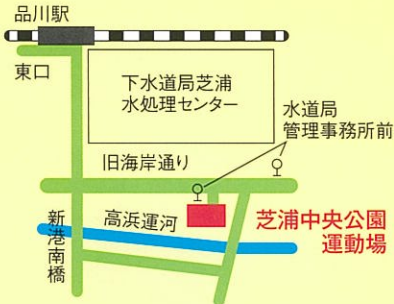 品川駅
東口
下水道局芝浦
水処理センター
水道局
管理事務所前
旧海岸通り
新港南橋
高浜運河
芝浦中央公園
運動場